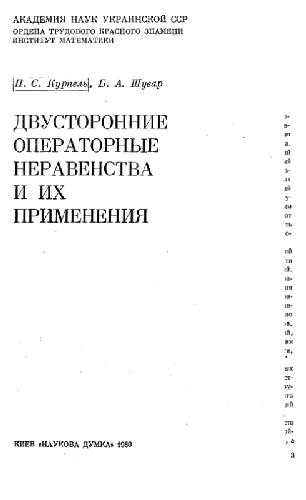 АКАДЕМИЯ НАУК УКРАИНСКОЙ ССР
ОРДЕНА ТРУДОВОГО КРАСНОГО ЗНАМЕНИ
ИНСТИТУТ МАТЕМАТИКИ
Н. С. Курпель, Б. А. Шувар
ДВУСТОРОННИЕ
ОПЕРАТОРНЫЕ
НЕРАВЕНСТВА
И ИХ
ПРИМЕНЕНИЯ
КИЕВ «НАУКОВА ДУМКА» 1980
3